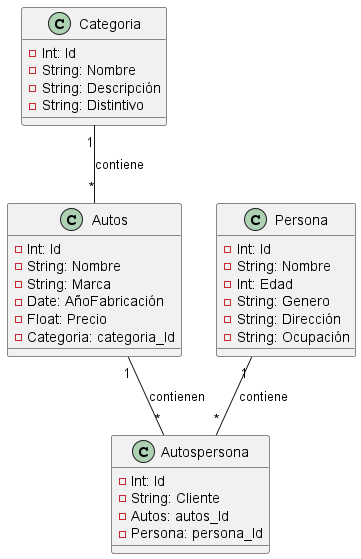 C Categoria
Int: Id
String: Nombre
String: Descripción
String: Distintivo
1
contiene
*
C Autos
Int: Id
String: Nombre
String: Marca
Date: AñoFabricación
Float: Precio
Categoria: categoria_Id
C Persona
Int: Id
String: Nombre
Int: Edad
String: Genero
String: Dirección
String: Ocupación
1
contienen
*
1
contiene
*
C Autospersona
Int: Id
String: Cliente
Autos: autos_Id
Persona: persona_Id